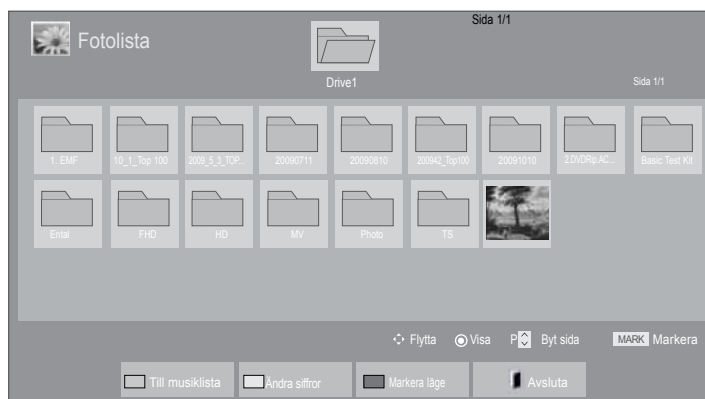 Sida 1/1
Fotolista
Drive1
Sida 1/1
1. EMF
10_1_Top 100
2009_5_3_TOP...
20090711
20090810
200942_Top100
20091010
2.DVDRip.AC...
Basic Test Kit
Ental
FHD
HD
MV
Photo
TS
Flytta
Visa
P Byt sida
MARK Markera
Till musiklista
Ändra siffror
Markera läge
Avsluta